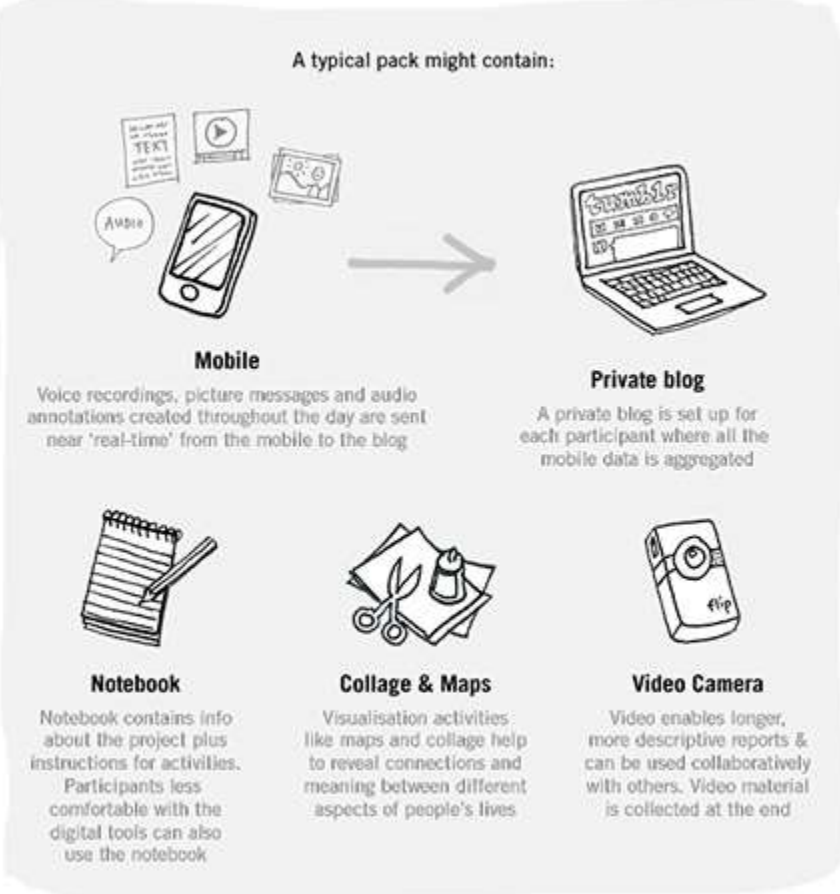 A typical pack might contain:
TEXT
AUDIO
tumblr
Mobile
Voice recordings, picture messages and audio
annotations created throughout the day are sent
near 'real-time' from the mobile to the blog
Private blog
A private blog is set up for
each participant where all the
mobile data is aggregated
flip
Notebook
Notebook contains info
about the project plus
instructions for activities.
Participants less
comfortable with the
digital tools can also
use the notebook
Collage & Maps
Visualisation activities
like maps and collage help
to reveal connections and
meaning between different
aspects of people's lives
Video Camera
Video enables longer,
more descriptive reports &
can be used collaboratively
with others. Video material
is collected at the end